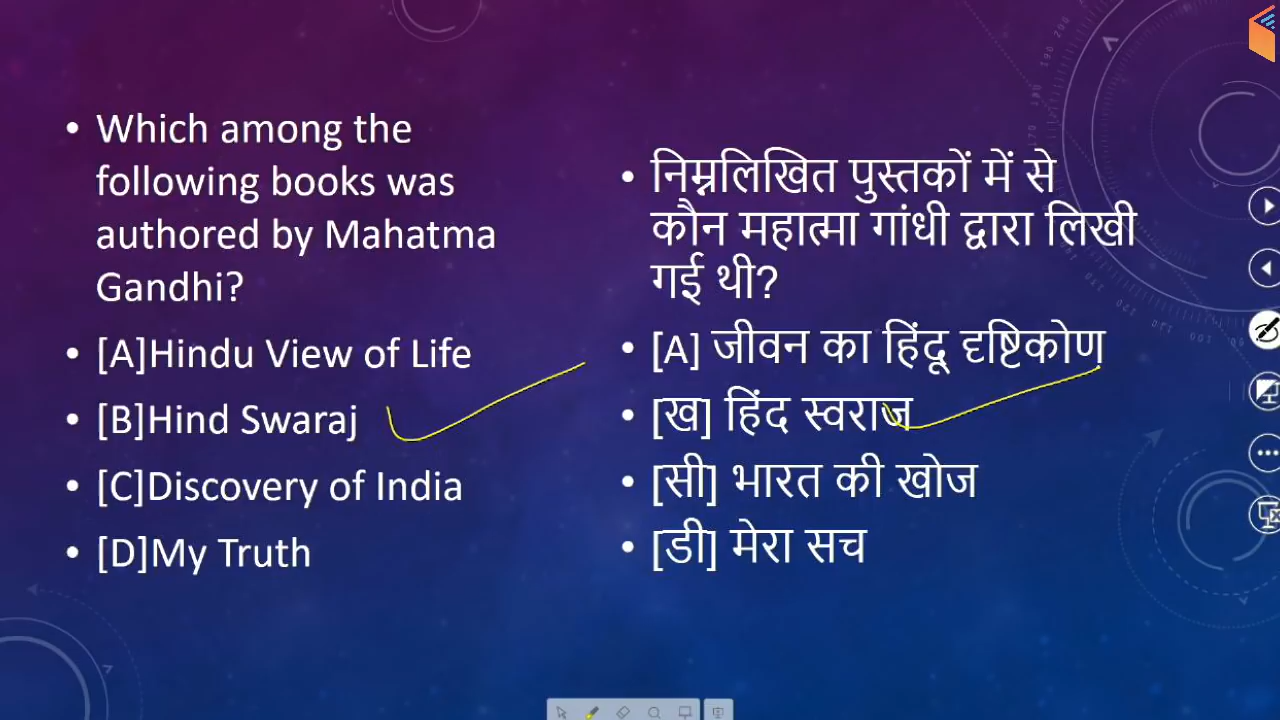 • Which among the
following books was
authored by Mahatma
Gandhi?
• [A]Hindu View of Life
• [B]Hind Swaraj
• [C]Discovery of India
• [D]My Truth
• निम्नलिखित पुस्तकों में से
कौन महात्मा गांधी द्वारा लिखी
गई थी?
• [A] जीवन का हिंदू दृष्टिकोण
• [ख] हिंद स्वराज
• [सी] भारत की खोज
• [डी] मेरा सच